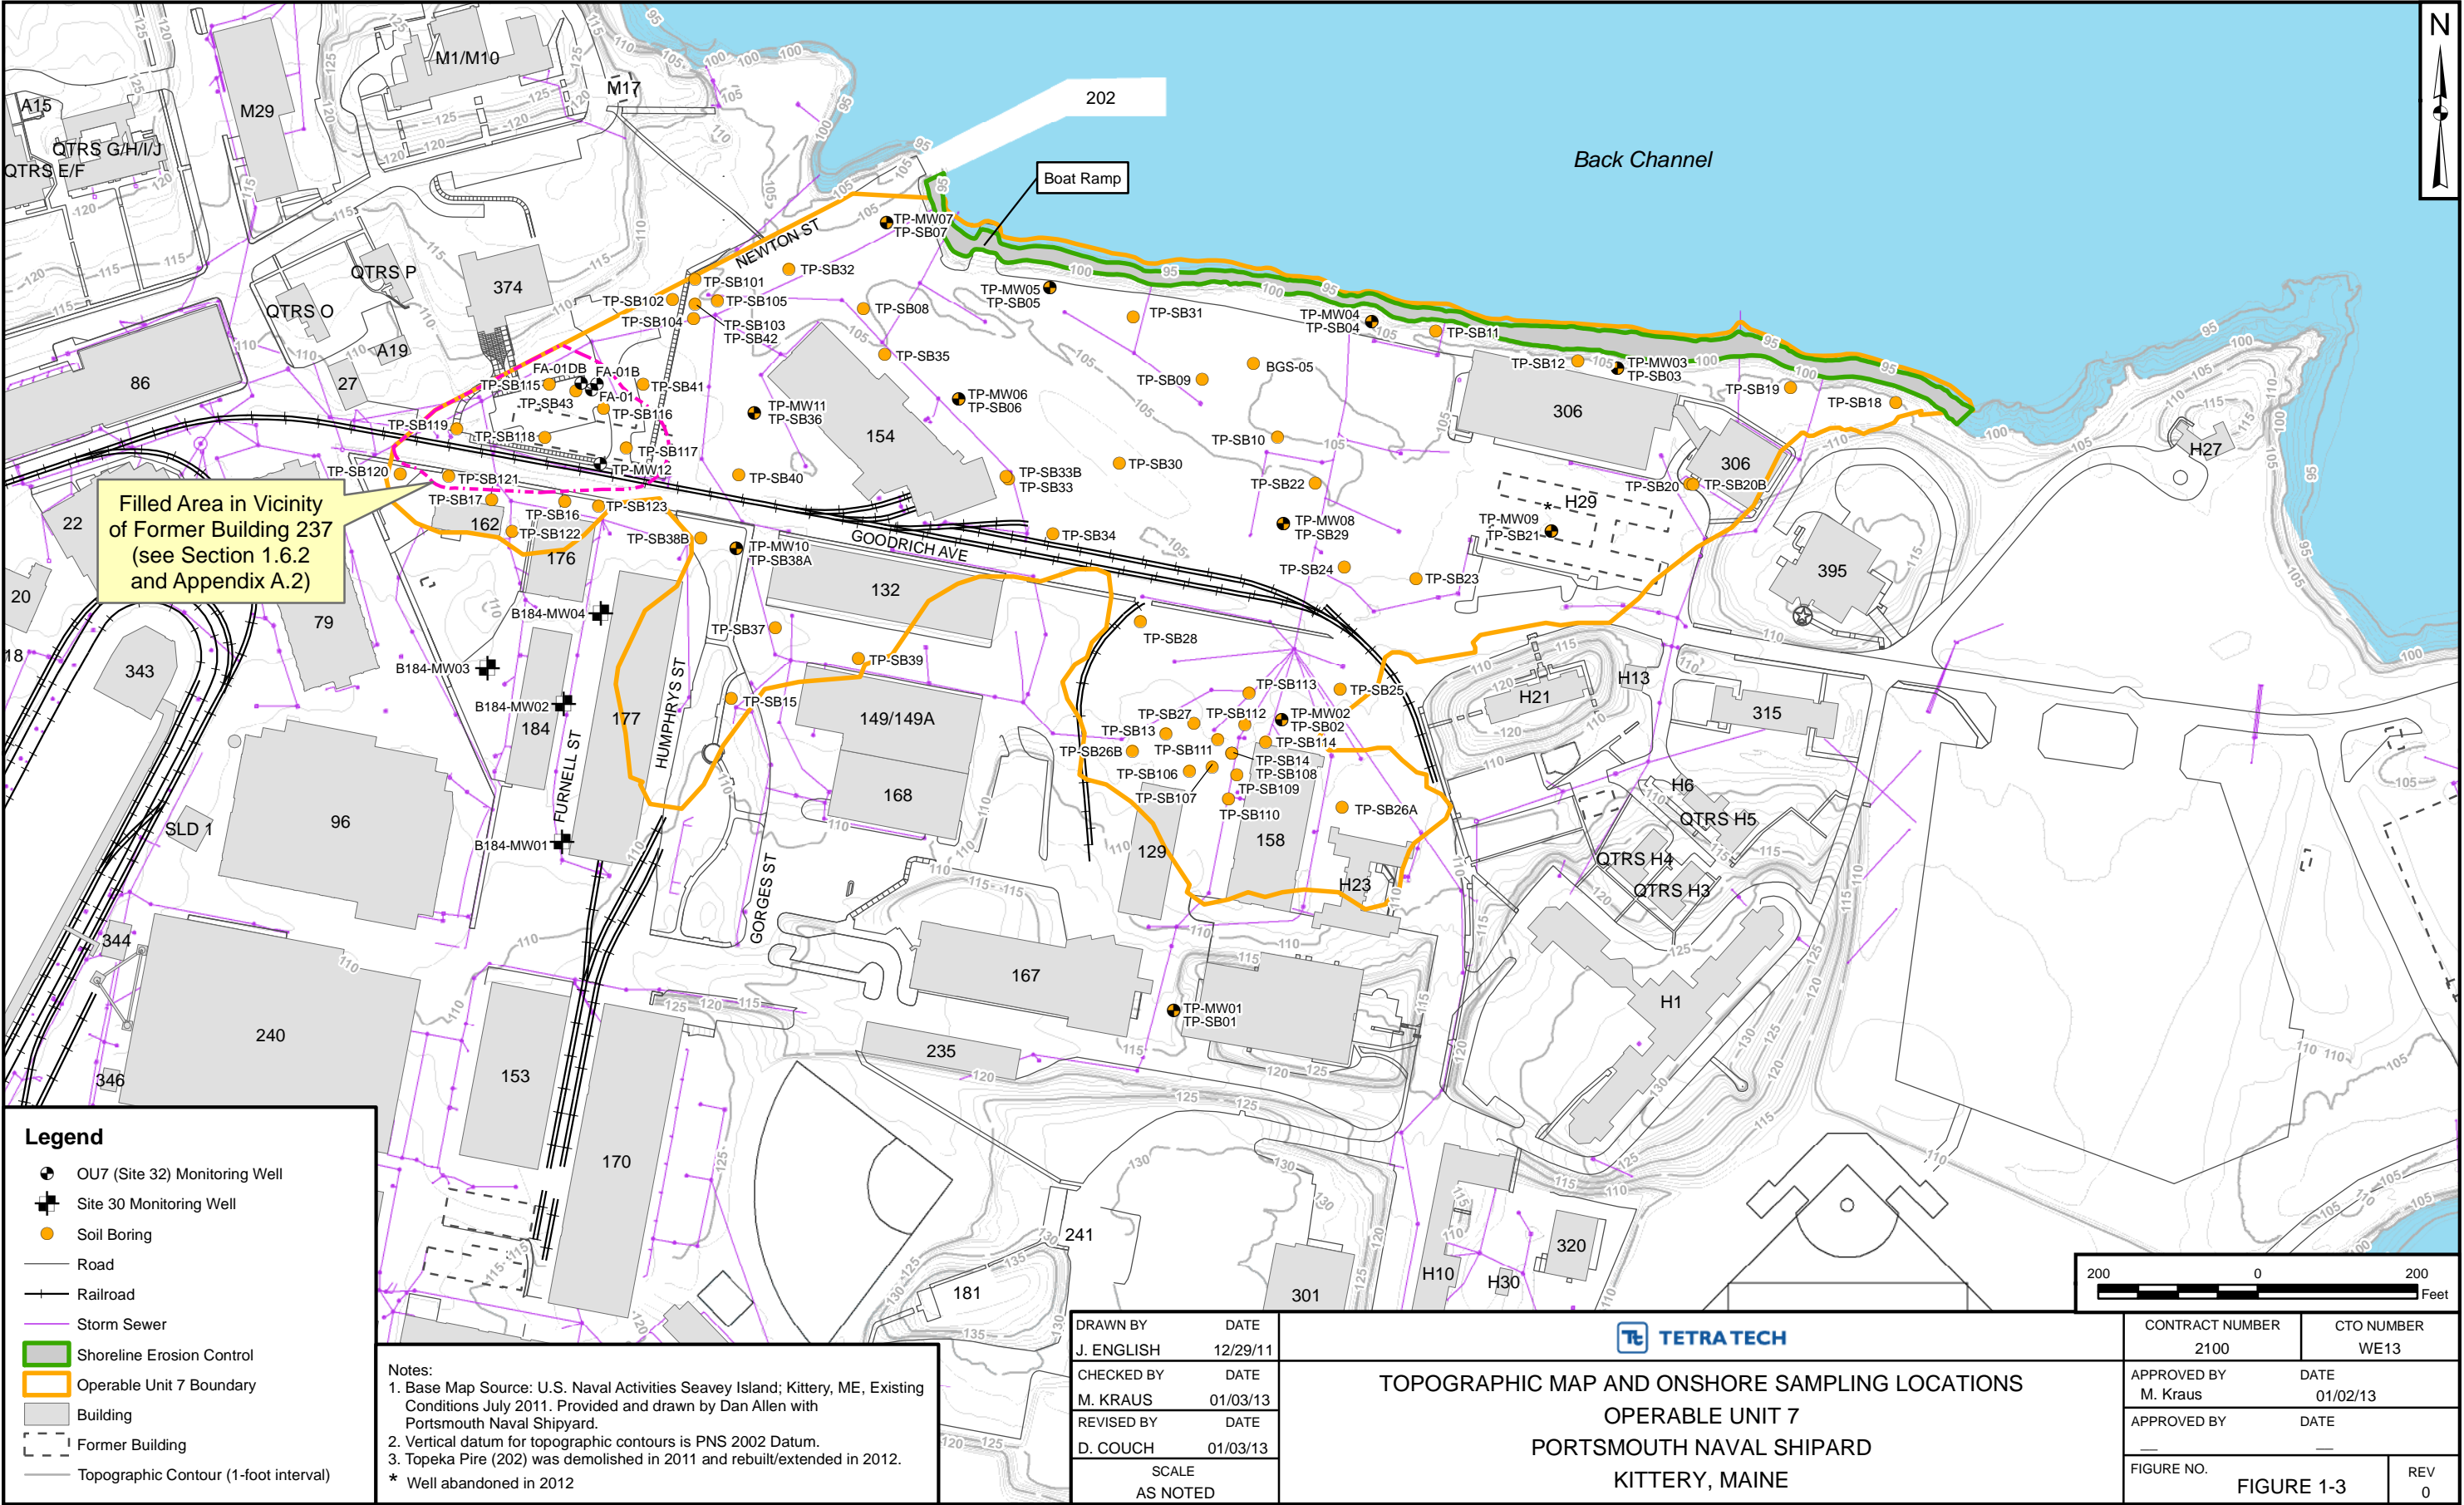 N
202
Boat Ramp
Back Channel
M1/M10
M17
A15
M29
QTRS G/H/I/J
QTRS E/F
QTRS P
374
QTRS O
A19
27
86
NEWTON ST
TP-MW07
TP-SB07
TP-SB32
TP-SB101
TP-SB102
TP-SB105
TP-SB104
TP-SB103
TP-SB42
TP-SB08
TP-MW05
TP-SB05
TP-SB31
TP-MW04
TP-SB04
TP-SB11
TP-SB12
TP-MW03
TP-SB03
TP-SB19
TP-SB18
TP-SB35
TP-SB09
BGS-05
FA-01DB
FA-01B
TP-SB115
FA-01
TP-SB43
TP-SB41
TP-SB116
TP-MW11
TP-SB36
TP-MW06
TP-SB06
154
306
306
H27
TP-SB119
TP-SB118
TP-SB117
TP-MW12
TP-SB120
TP-SB121
TP-SB40
TP-SB33B
TP-SB33
TP-SB30
TP-SB10
TP-SB22
TP-SB20
TP-SB20B
H29
*
TP-MW09
TP-SB21
TP-MW08
TP-SB29
TP-SB17
TP-SB16
TP-SB123
162
TP-SB122
176
TP-SB38B
TP-MW10
TP-SB38A
GOODRICH AVE
TP-SB34
TP-SB24
TP-SB23
395
Filled Area in Vicinity
of Former Building 237
(see Section 1.6.2
and Appendix A.2)
22
20
18
79
343
132
B184-MW04
B184-MW03
B184-MW02
184
177
B184-MW01
FURNELL ST
HUMPHRYS ST
GORGES ST
TP-SB37
TP-SB39
TP-SB15
149/149A
168
TP-SB28
TP-SB113
TP-SB25
TP-SB27
TP-SB112
TP-MW02
TP-SB02
TP-SB13
TP-SB111
TP-SB114
TP-SB26B
TP-SB14
TP-SB106
TP-SB108
TP-SB109
TP-SB107
TP-SB110
TP-SB26A
129
158
H23
H21
H13
315
H6
QTRS H5
QTRS H4
QTRS H3
H1
SLD 1
96
344
240
346
153
170
167
235
TP-MW01
TP-SB01
241
181
301
H10
H30
320
Legend
OU7 (Site 32) Monitoring Well
Site 30 Monitoring Well
Soil Boring
Road
Railroad
Storm Sewer
Shoreline Erosion Control
Operable Unit 7 Boundary
Building
Former Building
Topographic Contour (1-foot interval)
Notes:
1. Base Map Source: U.S. Naval Activities Seavey Island; Kittery, ME, Existing
Conditions July 2011. Provided and drawn by Dan Allen with
Portsmouth Naval Shipyard.
2. Vertical datum for topographic contours is PNS 2002 Datum.
3. Topeka Pire (202) was demolished in 2011 and rebuilt/extended in 2012.
* Well abandoned in 2012
200 0 200
Feet
DRAWN BY DATE
J. ENGLISH 12/29/11
CHECKED BY DATE
M. KRAUS 01/03/13
REVISED BY DATE
D. COUCH 01/03/13
SCALE
AS NOTED
Tt TETRA TECH
TOPOGRAPHIC MAP AND ONSHORE SAMPLING LOCATIONS
OPERABLE UNIT 7
PORTSMOUTH NAVAL SHIPARD
KITTERY, MAINE
CONTRACT NUMBER CTO NUMBER
2100 WE13
APPROVED BY DATE
M. Kraus 01/02/13
APPROVED BY DATE
— —
FIGURE NO. REV
FIGURE 1-3 0